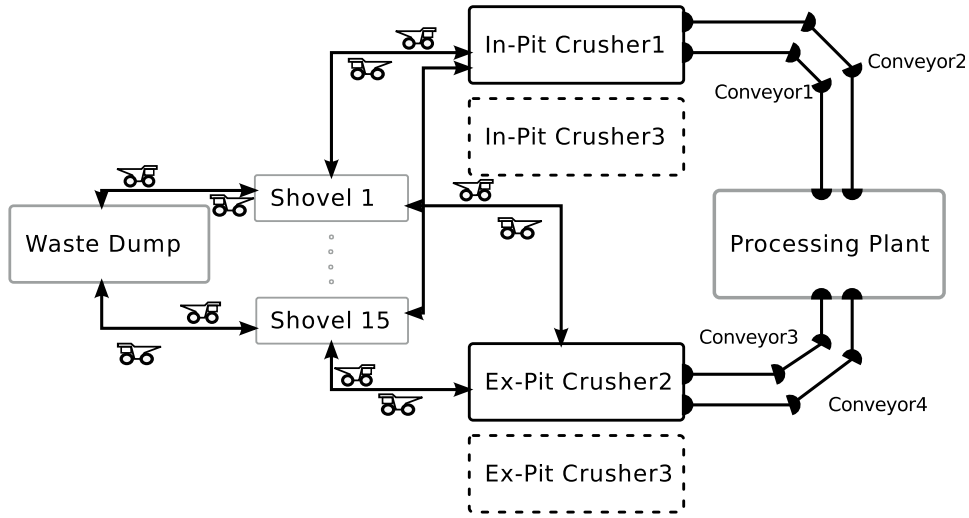 In-Pit Crusher1
Conveyor2
Conveyor1
In-Pit Crusher3
Shovel 1
Waste Dump
Processing Plant
Shovel 15
Conveyor3
Ex-Pit Crusher2
Conveyor4
Ex-Pit Crusher3